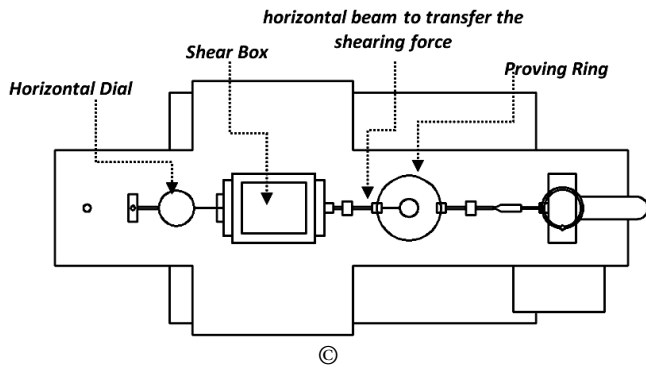 horizontal beam to transfer the
shearing force
Shear Box
Proving Ring
Horizontal Dial
©